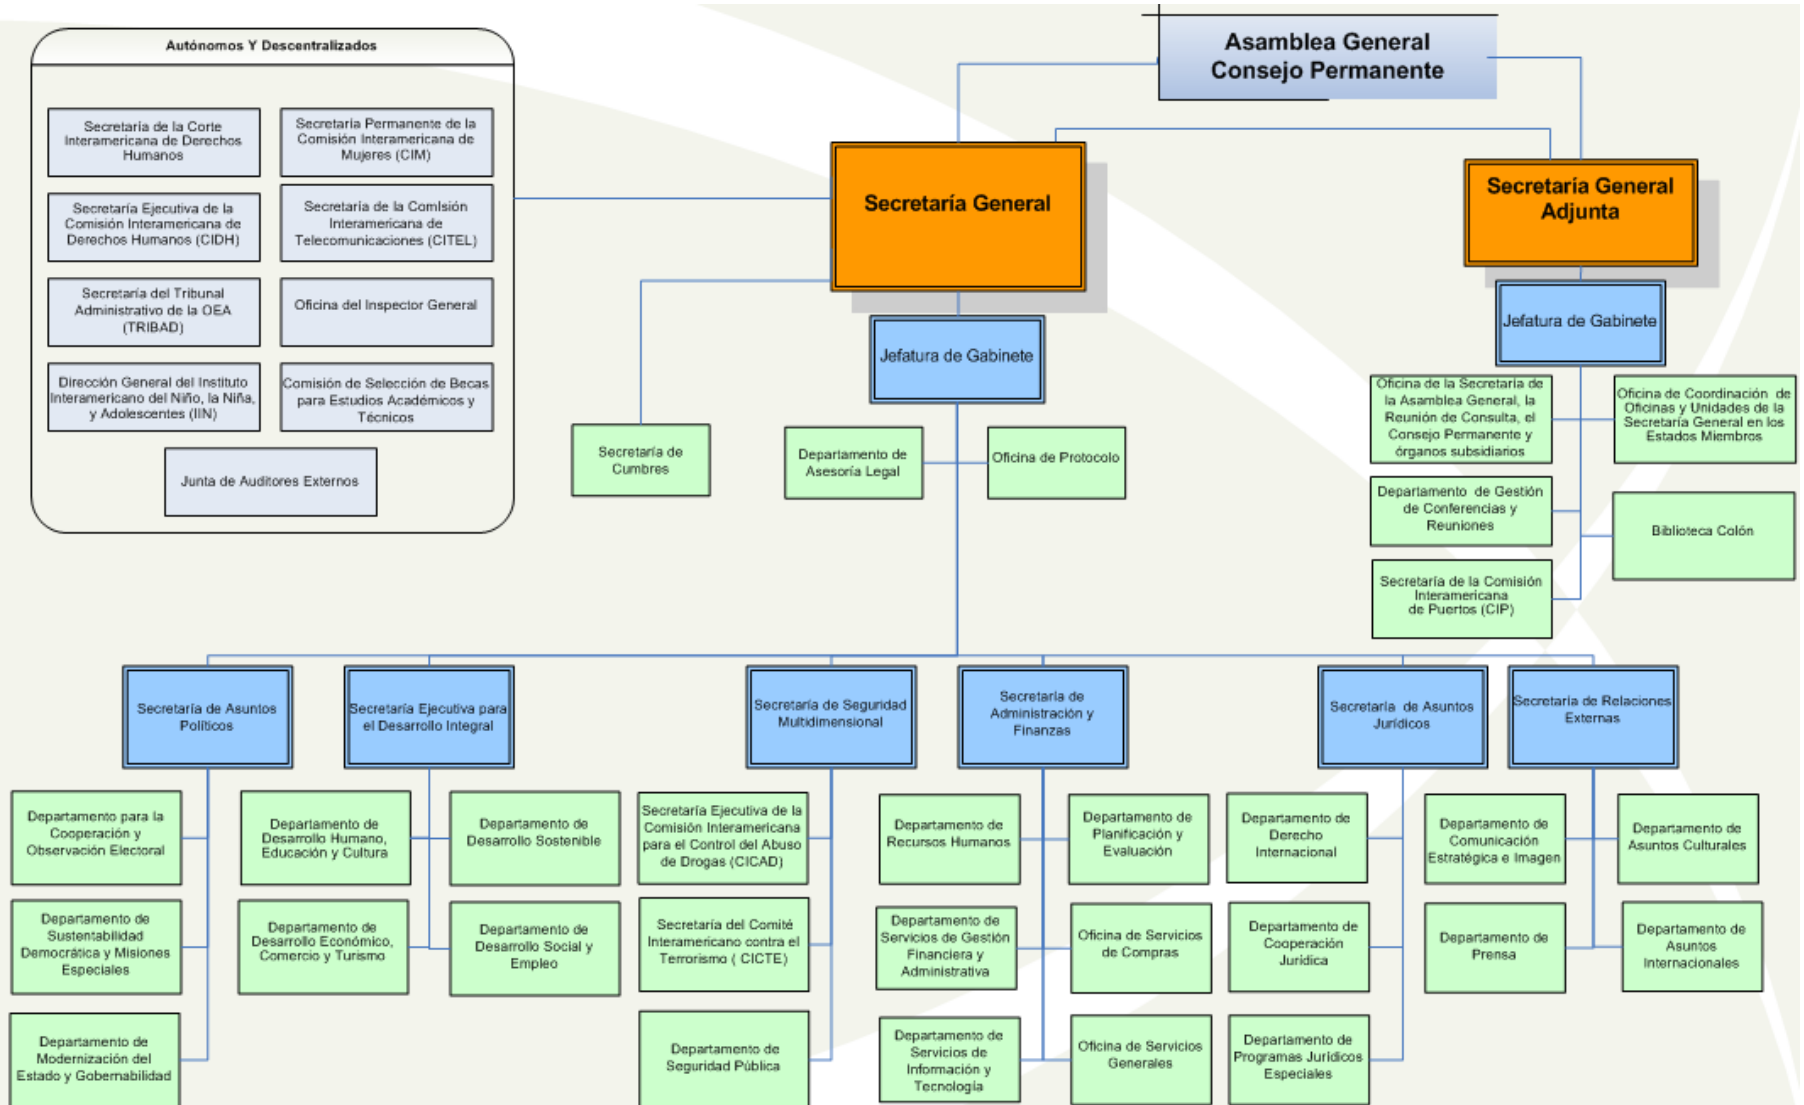 Autónomos Y Descentralizados
Secretaría de la Corte
Interamericana de Derechos
Humanos
Secretaría Permanente de la
Comisión Interamericana de
Mujeres (CIM)
Secretaría Ejecutiva de la
Comisión Interamericana de
Derechos Humanos (CIDH)
Secretaría de la Comisión
Interamericana de
Telecomunicaciones (CITEL)
Secretaría del Tribunal
Administrativo de la OEA
(TRIBAD)
Oficina del Inspector General
Dirección General del Instituto
Interamericano del Niño, la Niña,
y Adolescentes (IIN)
Comisión de Selección de Becas
para Estudios Académicos y
Técnicos
Junta de Auditores Externos
Asamblea General
Consejo Permanente
Secretaría General
Secretaría General
Adjunta
Jefatura de Gabinete
Jefatura de Gabinete
Secretaría de
Cumbres
Departamento de
Asesoría Legal
Oficina de Protocolo
Oficina de la Secretaría de
la Asamblea General, la
Reunión de Consulta, el
Consejo Permanente y
órganos subsidiarios
Oficina de Coordinación de
Oficinas y Unidades de la
Secretaría General en los
Estados Miembros
Departamento de Gestión
de Conferencias y
Reuniones
Biblioteca Colón
Secretaría de la Comisión
Interamericana
de Puertos (CIP)
Secretaría de Asuntos
Políticos
Secretaría Ejecutiva para
el Desarrollo Integral
Secretaría de Seguridad
Multidimensional
Secretaría de
Administración y
Finanzas
Secretaría de Asuntos
Jurídicos
Secretaría de Relaciones
Externas
Departamento para la
Cooperación y
Observación Electoral
Departamento de
Desarrollo Humano,
Educación y Cultura
Departamento de
Desarrollo Sostenible
Secretaría Ejecutiva de la
Comisión Interamericana
para el Control del Abuso
de Drogas (CICAD)
Departamento de
Recursos Humanos
Departamento de
Planificación y
Evaluación
Departamento de
Derecho
Internacional
Departamento de
Comunicación
Estratégica e Imagen
Departamento de
Asuntos Culturales
Departamento de
Sustentabilidad
Democrática y Misiones
Especiales
Departamento de
Desarrollo Económico,
Comercio y Turismo
Departamento de
Desarrollo Social y
Empleo
Secretaría del Comité
Interamericano contra el
Terrorismo ( CICTE)
Departamento de
Servicios de Gestión
Financiera y
Administrativa
Oficina de Servicios
de Compras
Departamento de
Cooperación
Jurídica
Departamento de
Prensa
Departamento de
Asuntos
Internacionales
Departamento de
Modernización del
Estado y Gobernabilidad
Departamento de
Seguridad Pública
Departamento de
Servicios de
Información y
Tecnología
Oficina de Servicios
Generales
Departamento de
Programas Jurídicos
Especiales